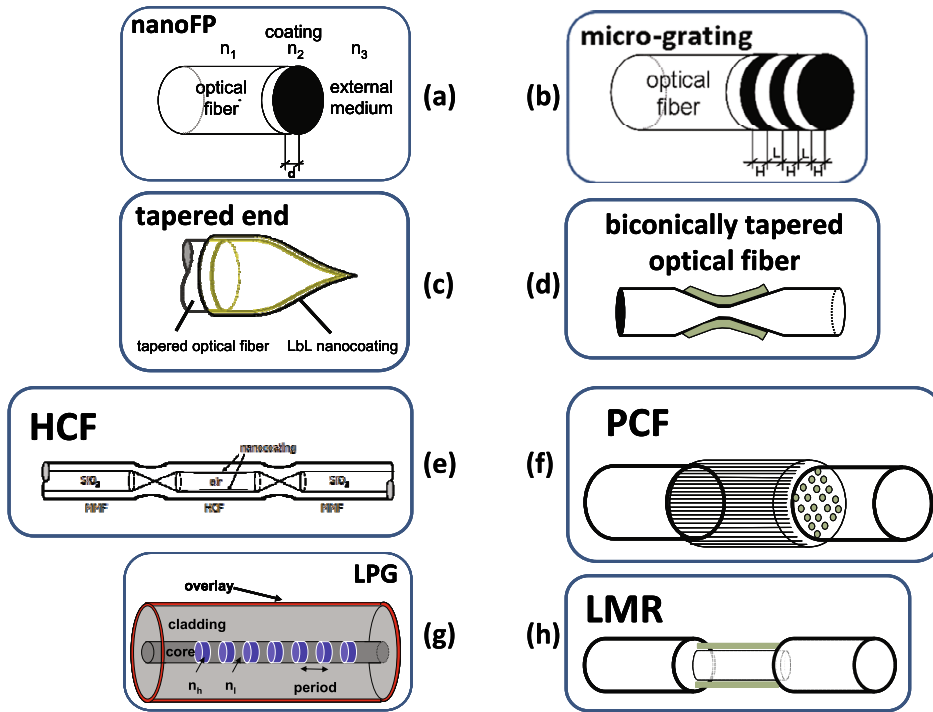 nanoFP
coating
n1 n2 n3
optical
fiber
external
medium
d
(a)
micro-grating
optical
fiber
L L
H H H
(b)
tapered end
tapered optical fiber
LbL nanocoating
(c)
biconically tapered
optical fiber
(d)
HCF
nanocoating
SiO2 air SiO2
MMF HCF MMF
(e)
PCF
(f)
LPG
overlay
cladding
core
nh nl period
(g)
LMR
(h)